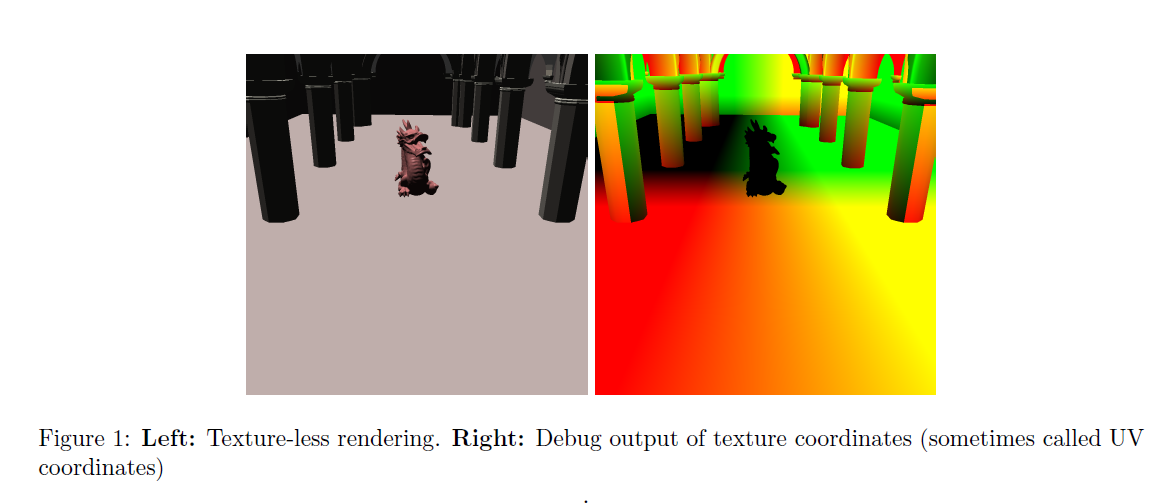 Figure 1: Left: Texture-less rendering. Right: Debug output of texture coordinates (sometimes called UV
coordinates)
.